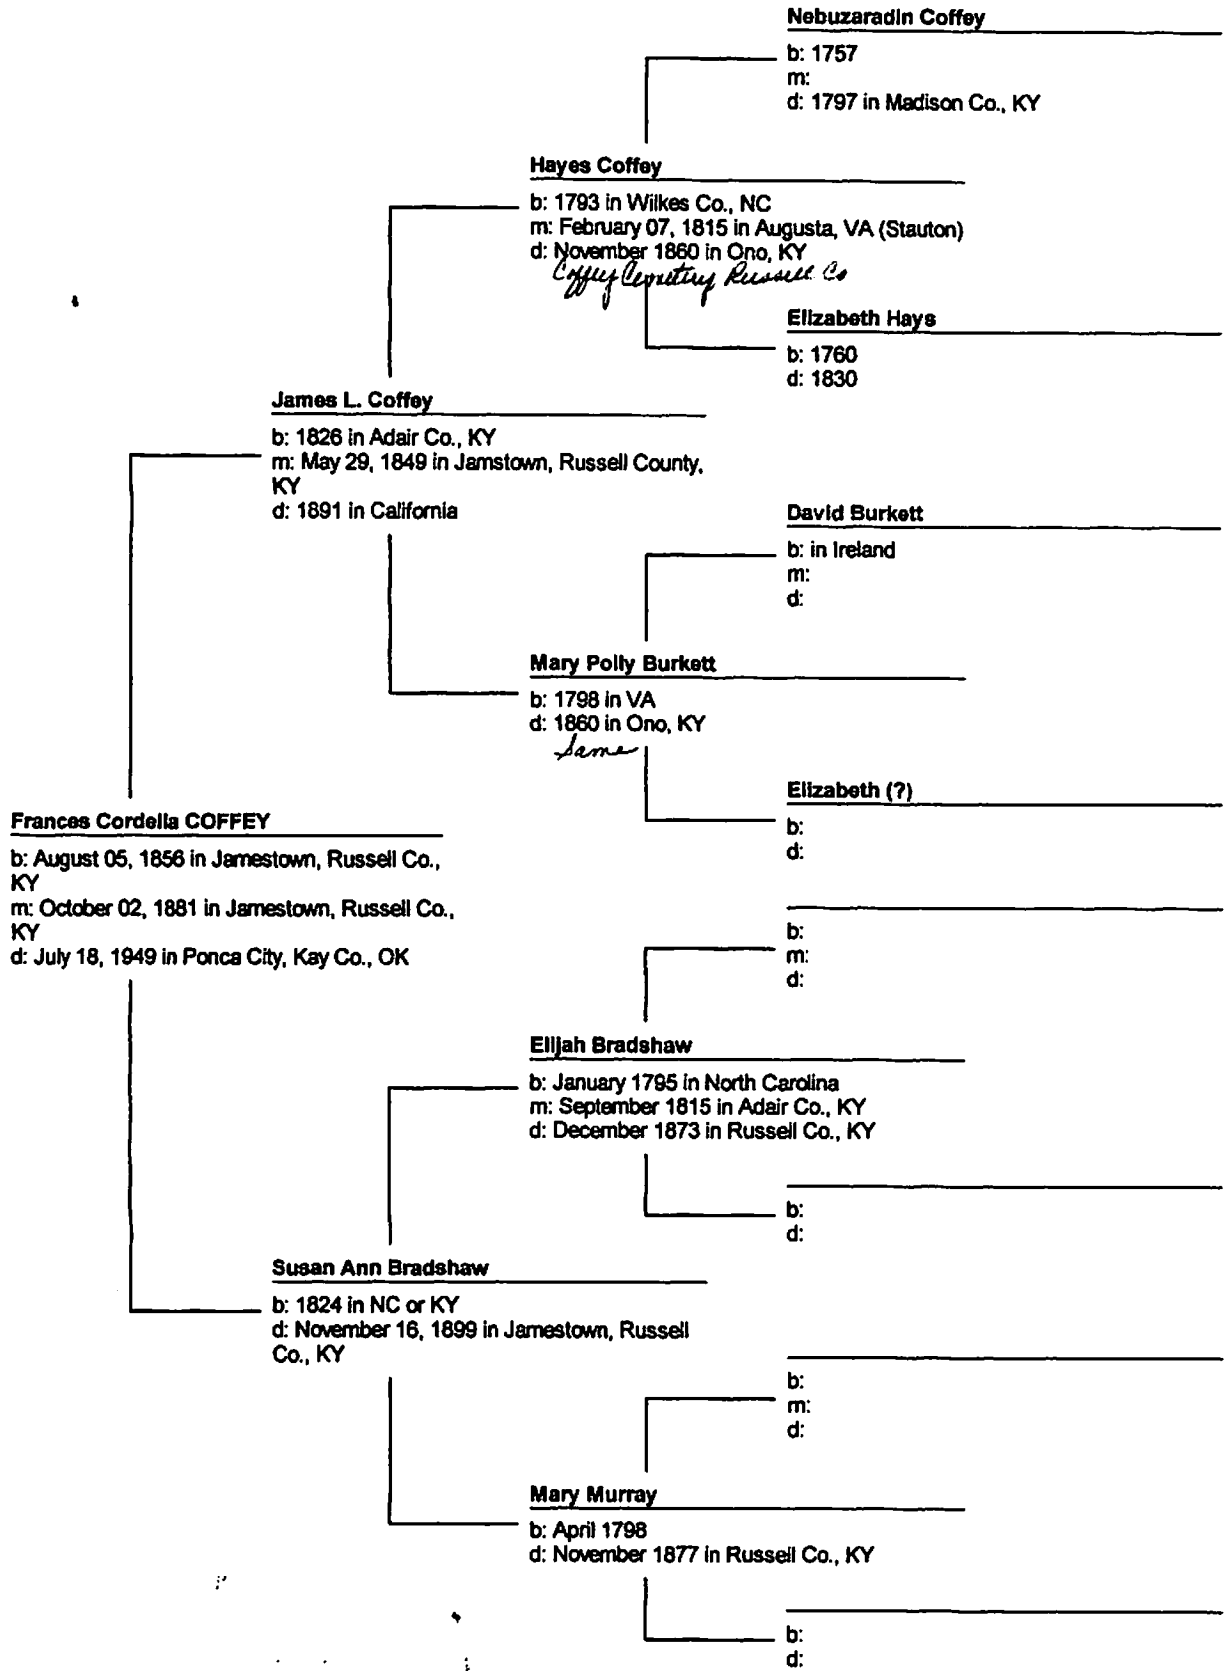 Nebuzaradin Coffey
b: 1757
m:
d: 1797 in Madison Co., KY
Hayes Coffey
b: 1793 in Wilkes Co., NC
m: February 07, 1815 in Augusta, VA (Stauton)
d: November 1860 in Ono, KY
Coffey Cemetery Russell Co
Elizabeth Hays
b: 1760
d: 1830
James L. Coffey
b: 1826 in Adair Co., KY
m: May 29, 1849 in Jamstown, Russell County,
KY
d: 1891 in California
David Burkett
b: in Ireland
m:
d:
Mary Polly Burkett
b: 1798 in VA
d: 1860 in Ono, KY
Same
Elizabeth (?)
b:
d:
Frances Cordelia COFFEY
b: August 05, 1856 in Jamestown, Russell Co.,
KY
m: October 02, 1881 in Jamestown, Russell Co.,
KY
d: July 18, 1949 in Ponca City, Kay Co., OK
b:
m:
d:
Elijah Bradshaw
b: January 1795 in North Carolina
m: September 1815 in Adair Co., KY
d: December 1873 in Russell Co., KY
b:
d:
Susan Ann Bradshaw
b: 1824 in NC or KY
d: November 16, 1899 in Jamestown, Russell
Co., KY
b:
m:
d:
Mary Murray
b: April 1798
d: November 1877 in Russell Co., KY
b:
d: